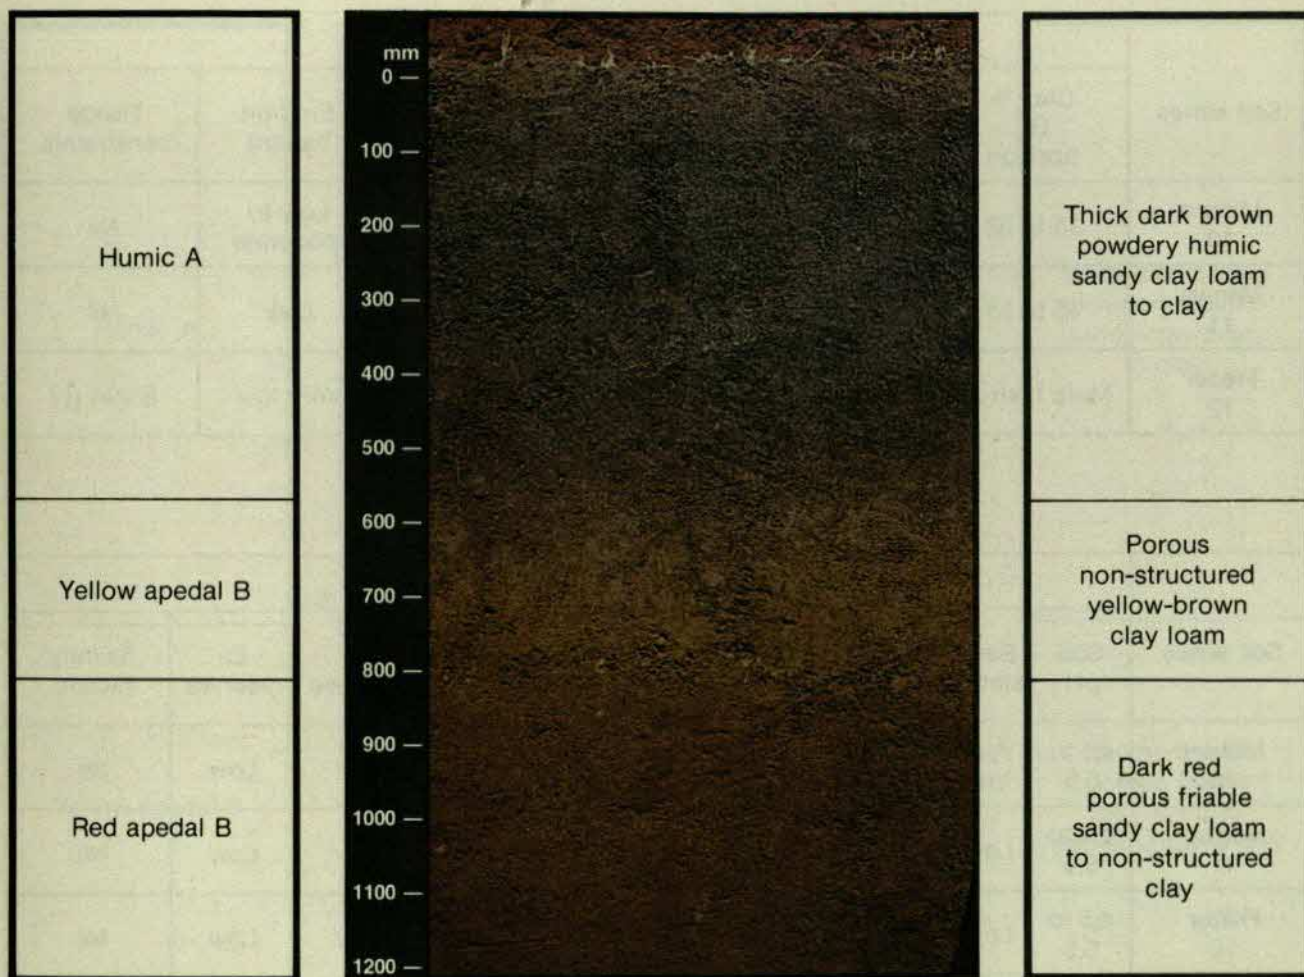 Humic A
Yellow apedal B
Red apedal B
mm
0
100
200
300
400
500
600
700
800
900
1000
1100
1200
Thick dark brown
powdery humic
sandy clay loam
to clay
Porous
non-structured
yellow-brown
clay loam
Dark red
porous friable
sandy clay loam
to non-structured
clay